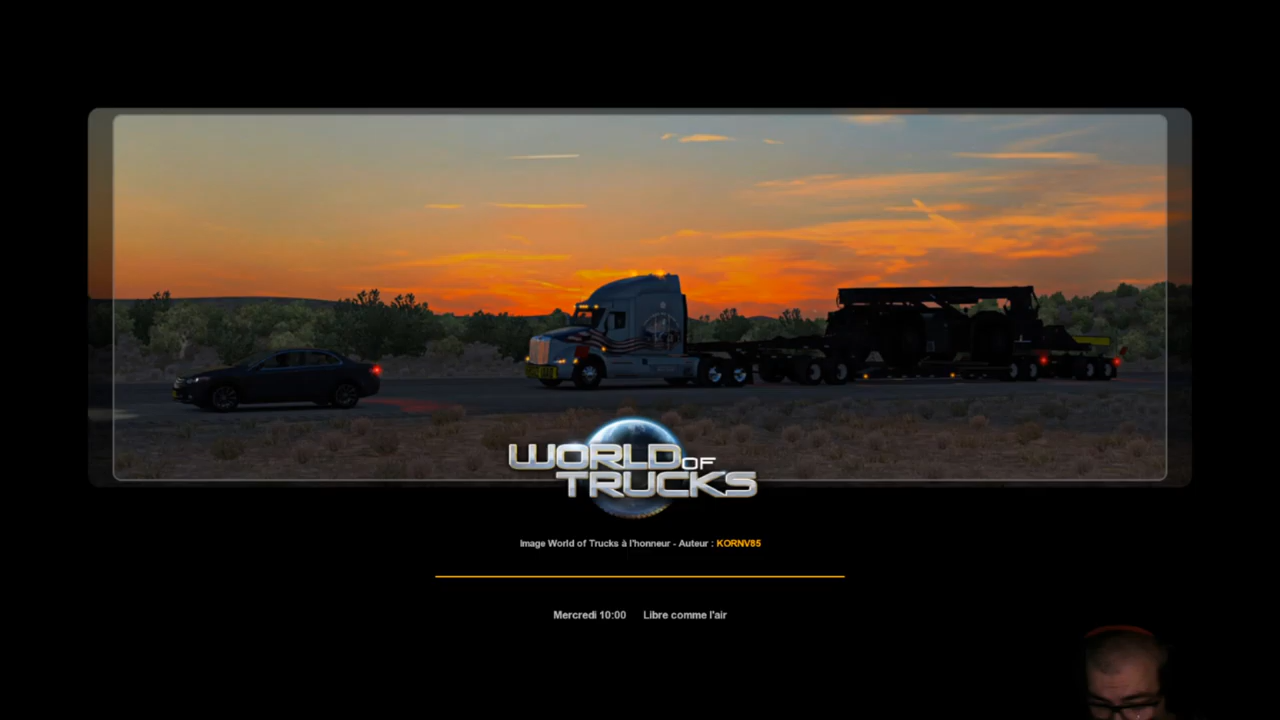 WORLD OF
TRUCKS
Image World of Trucks à l'honneur - Auteur : KORNV85
Mercredi 10:00 Libre comme l'air